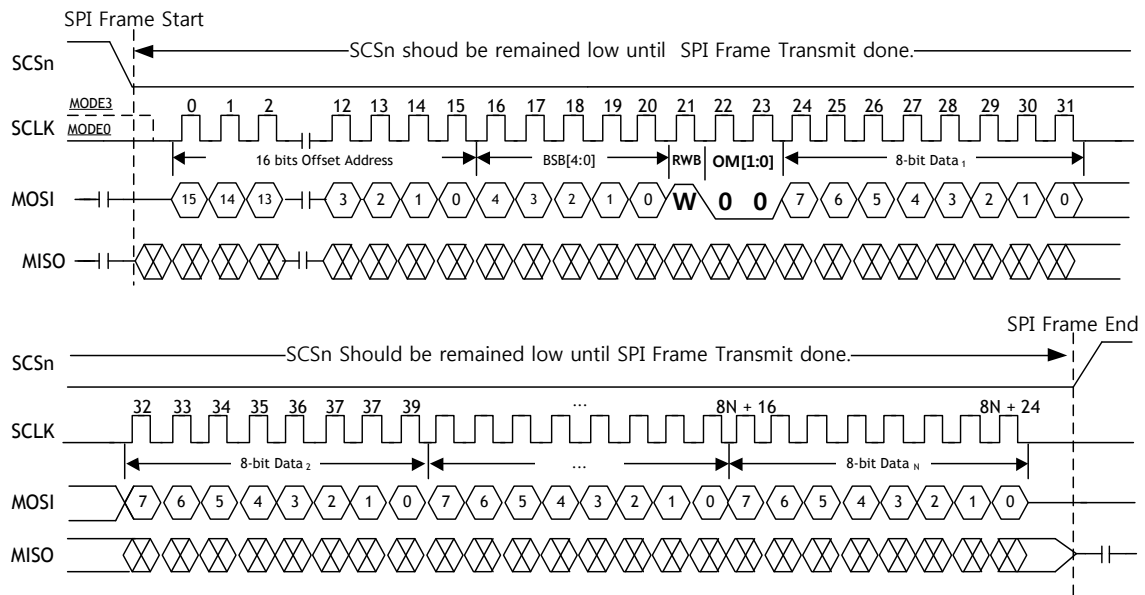 SPI Frame Start
SCSn shoud be remained low until SPI Frame Transmit done.
SCSn
MODE3
0 1 2 12 13 14 15 16 17 18 19 20 21 22 23 24 25 26 27 28 29 30 31
SCLK
MODE0
16 bits Offset Address BSB[4:0] RWB OM[1:0] 8-bit Data 1
MOSI 15 14 13 3 2 1 0 4 3 2 1 0 W 0 0 7 6 5 4 3 2 1 0
MISO
SPI Frame End
SCSn Should be remained low until SPI Frame Transmit done.
SCSn
32 33 34 35 36 37 37 39 ... 8N + 16 8N + 24
SCLK
8-bit Data 2 ... 8-bit Data N
MOSI 7 6 5 4 3 2 1 0 7 6 5 4 3 2 1 0 7 6 5 4 3 2 1 0
MISO